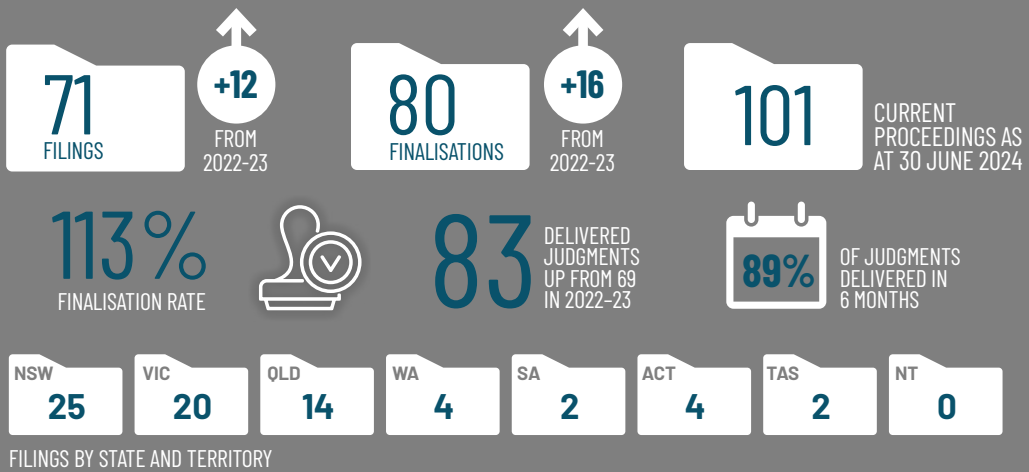 71
FILINGS
+12
FROM
2022-23
80
FINALISATIONS
+16
FROM
2022-23
101
CURRENT
PROCEEDINGS AS
AT 30 JUNE 2024
113%
FINALISATION RATE
83
DELIVERED
JUDGMENTS
UP FROM 69
IN 2022–23
89%
OF JUDGMENTS
DELIVERED IN
6 MONTHS
NSW
25
VIC
20
QLD
14
WA
4
SA
2
ACT
4
TAS
2
NT
0
FILINGS BY STATE AND TERRITORY